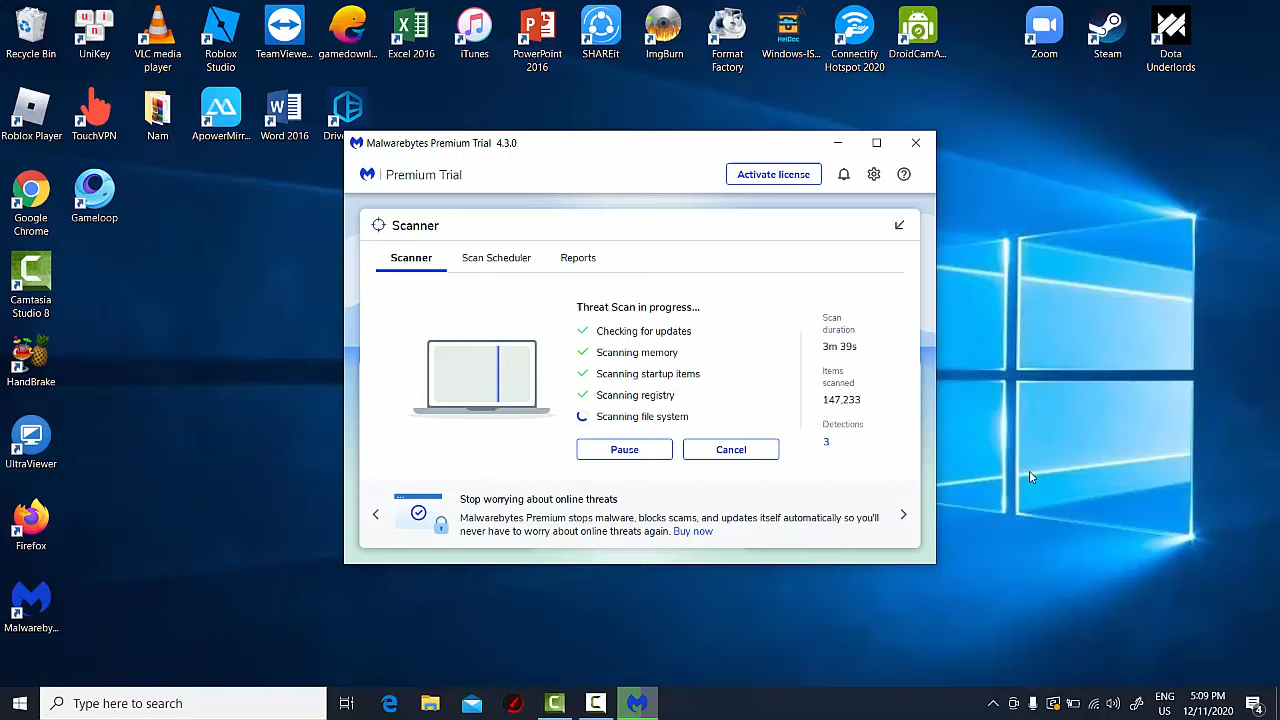 Recycle Bin
UniKey
VLC media player
Roblox Studio
TeamViewe...
gamedownl...
Excel 2016
iTunes
PowerPoint 2016
SHAREit
ImgBurn
Format Factory
Windows-IS...
Connectify Hotspot 2020
DroidCamA...
Zoom
Steam
Dota Underlords
Roblox Player
TouchVPN
Nam
ApowerMirr...
Word 2016
Google Chrome
Gameloop
Camtasia Studio 8
HandBrake
UltraViewer
Firefox
Malwareby...
Malwarebytes Premium Trial 4.3.0
Premium Trial
Activate license
Scanner
Scanner
Scan Scheduler
Reports
Threat Scan in progress...
Checking for updates
Scanning memory
Scanning startup items
Scanning registry
Scanning file system
Pause
Cancel
Scan
duration
3m 39s
Items
scanned
147,233
Detections
3
Stop worrying about online threats
Malwarebytes Premium stops malware, blocks scams, and updates itself automatically so you'll
never have to worry about online threats again. Buy now
Type here to search
ENG
US
5:09 PM
12/11/2020
4